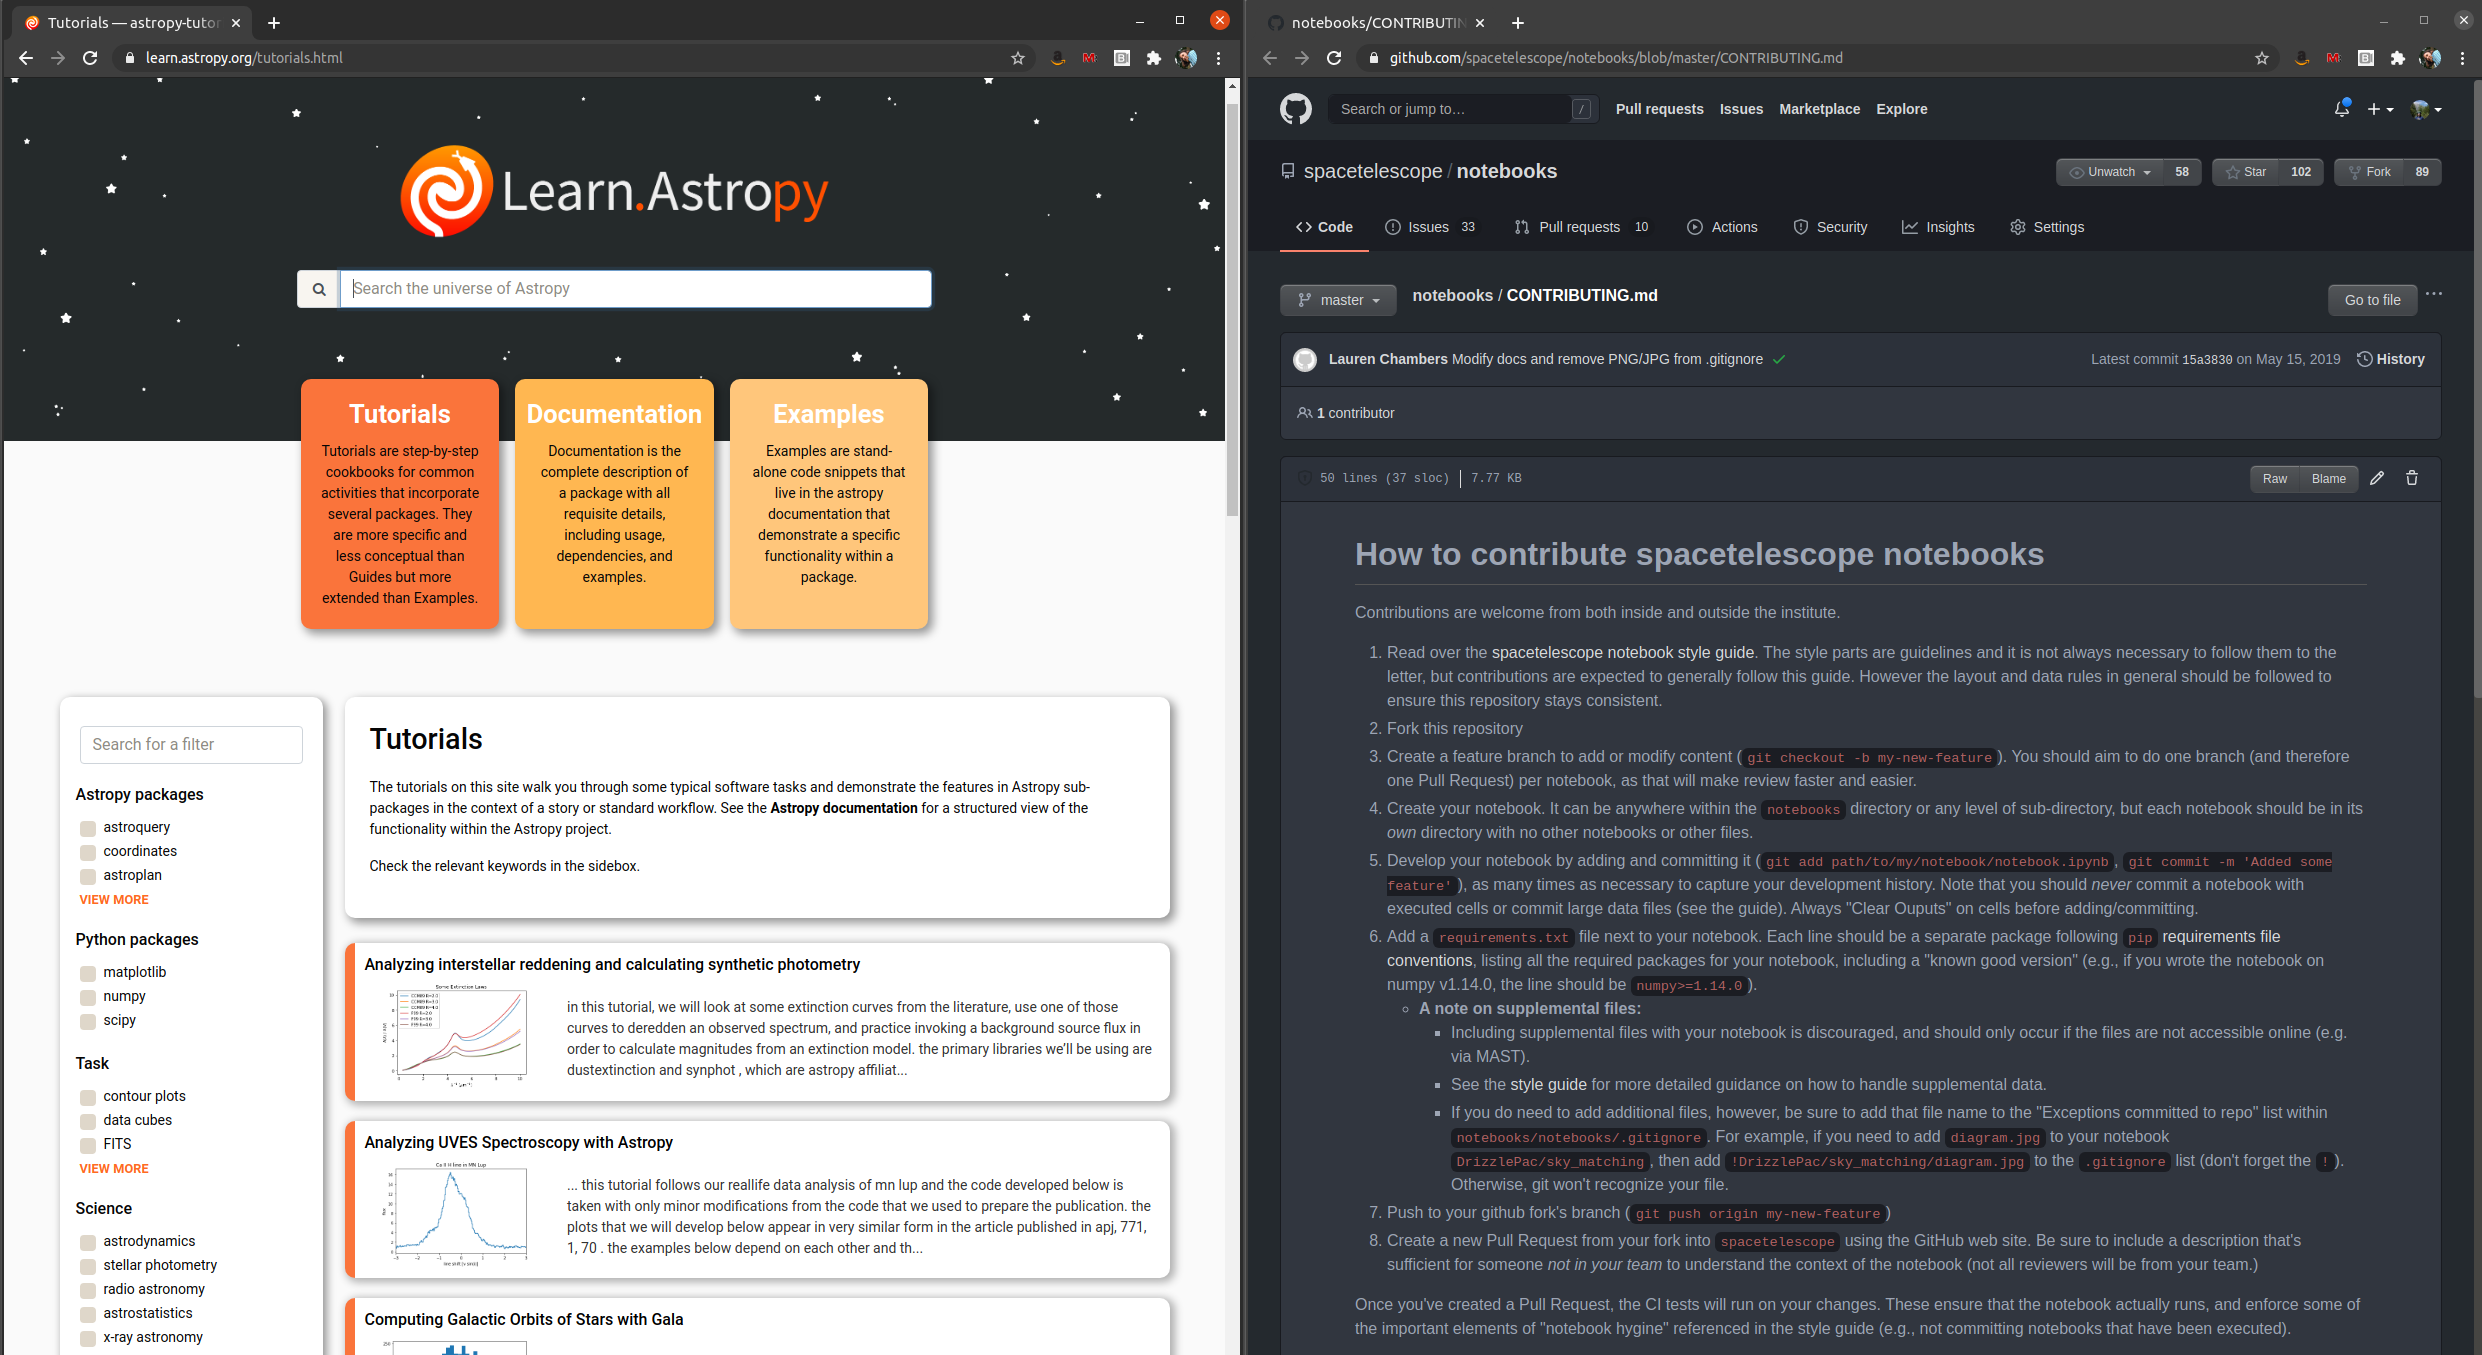 Tutorials — astropy-tutor
learn.astropy.org/tutorials.html
Learn.Astropy
Search the universe of Astropy
Tutorials
Tutorials are step-by-step
cookbooks for common
activities that incorporate
several packages. They
are more specific and
less conceptual than
Guides but more
extended than Examples.
Documentation
Documentation is the
complete description of
a package with all
requisite details,
including usage,
dependencies, and
examples.
Examples
Examples are stand-
alone code snippets that
live in the astropy
documentation that
demonstrate a specific
functionality within a
package.
Search for a filter
Astropy packages
astroquery
coordinates
astroplan
VIEW MORE
Python packages
matplotlib
numpy
scipy
Task
contour plots
data cubes
FITS
VIEW MORE
Science
astrodynamics
stellar photometry
radio astronomy
astrostatistics
x-ray astronomy
Tutorials
The tutorials on this site walk you through some typical software tasks and demonstrate the features in Astropy sub-
packages in the context of a story or standard workflow. See the Astropy documentation for a structured view of the
functionality within the Astropy project.
Check the relevant keywords in the sidebox.
Analyzing interstellar reddening and calculating synthetic photometry
Some Extinction Laws
in this tutorial, we will look at some extinction curves from the literature, use one of those
curves to deredden an observed spectrum, and practice invoking a background source flux in
order to calculate magnitudes from an extinction model. the primary libraries we'll be using are
dustextinction and synphot , which are astropy affiliat...
Analyzing UVES Spectroscopy with Astropy
Ca II H line in MN Lup
... this tutorial follows our reallife data analysis of mn lup and the code developed below is
taken with only minor modifications from the code that we used to prepare the publication. the
plots that we will develop below appear in very similar form in the article published in apj, 771,
1, 70 . the examples below depend on each other and th...
Computing Galactic Orbits of Stars with Gala
notebooks/CONTRIBUTIN
github.com/spacetelescope/notebooks/blob/master/CONTRIBUTING.md
Search or jump to… /
Pull requests Issues Marketplace Explore
spacetelescope / notebooks
Unwatch 58 Star 102 Fork 89
Code Issues 33 Pull requests 10 Actions Security Insights Settings
master notebooks / CONTRIBUTING.md Go to file
Lauren Chambers Modify docs and remove PNG/JPG from .gitignore Latest commit 15a3830 on May 15, 2019 History
1 contributor
50 lines (37 sloc) 7.77 KB Raw Blame
How to contribute spacetelescope notebooks
Contributions are welcome from both inside and outside the institute.
1. Read over the spacetelescope notebook style guide. The style parts are guidelines and it is not always necessary to follow them to the
letter, but contributions are expected to generally follow this guide. However the layout and data rules in general should be followed to
ensure this repository stays consistent.
2. Fork this repository
3. Create a feature branch to add or modify content ( git checkout -b my-new-feature ). You should aim to do one branch (and therefore
one Pull Request) per notebook, as that will make review faster and easier.
4. Create your notebook. It can be anywhere within the notebooks directory or any level of sub-directory, but each notebook should be in its
own directory with no other notebooks or other files.
5. Develop your notebook by adding and committing it ( git add path/to/my/notebook/notebook.ipynb , git commit -m 'Added some
feature' ), as many times as necessary to capture your development history. Note that you should never commit a notebook with
executed cells or commit large data files (see the guide). Always "Clear Ouputs" on cells before adding/committing.
6. Add a requirements.txt file next to your notebook. Each line should be a separate package following pip requirements file
conventions, listing all the required packages for your notebook, including a "known good version" (e.g., if you wrote the notebook on
numpy v1.14.0, the line should be numpy>=1.14.0 ).
A note on supplemental files:
Including supplemental files with your notebook is discouraged, and should only occur if the files are not accessible online (e.g.
via MAST).
See the style guide for more detailed guidance on how to handle supplemental data.
If you do need to add additional files, however, be sure to add that file name to the "Exceptions committed to repo" list within
notebooks/notebooks/.gitignore . For example, if you need to add diagram.jpg to your notebook
DrizzlePac/sky_matching , then add !DrizzlePac/sky_matching/diagram.jpg to the .gitignore list (don't forget the ! ).
Otherwise, git won't recognize your file.
7. Push to your github fork's branch ( git push origin my-new-feature )
8. Create a new Pull Request from your fork into spacetelescope using the GitHub web site. Be sure to include a description that's
sufficient for someone not in your team to understand the context of the notebook (not all reviewers will be from your team.)
Once you've created a Pull Request, the CI tests will run on your changes. These ensure that the notebook actually runs, and enforce some of
the important elements of "notebook hygine" referenced in the style guide (e.g., not committing notebooks that have been executed).